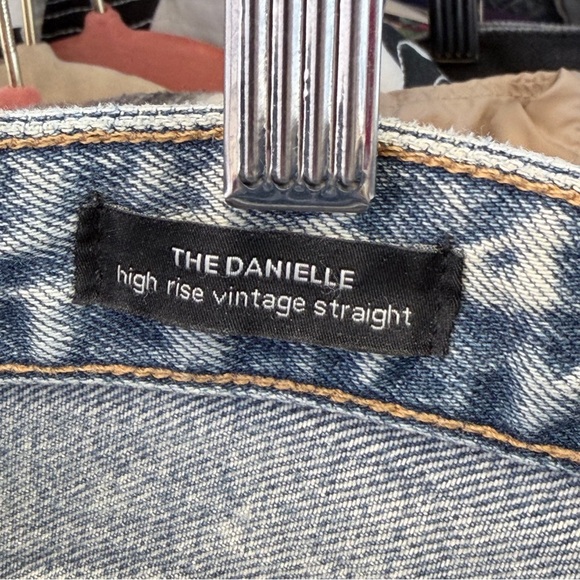 THE DANIELLE
high rise vintage straight